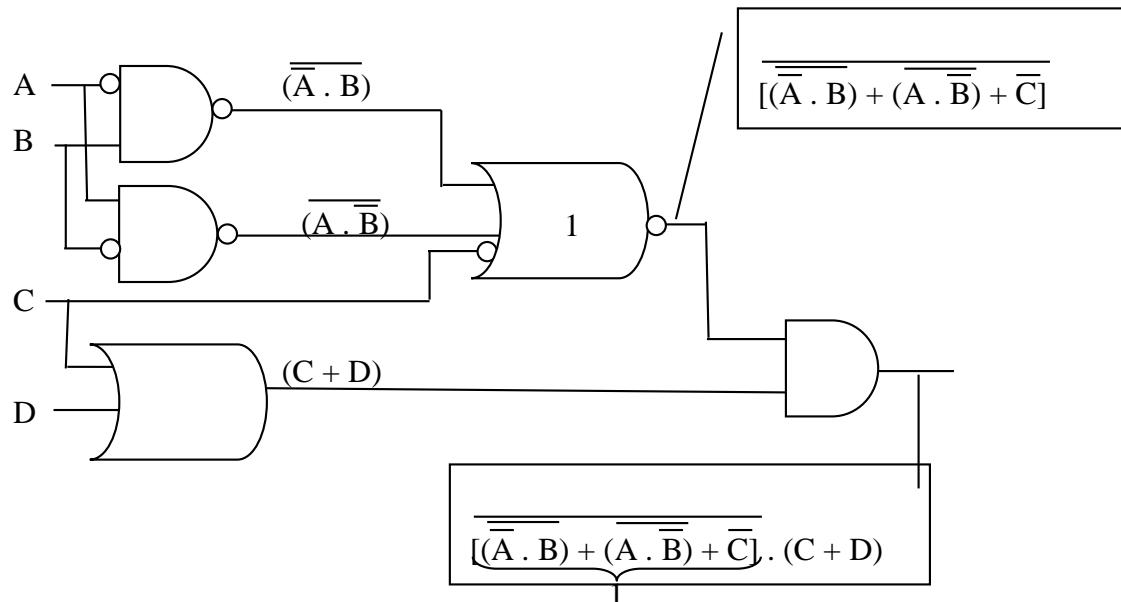 (A̿ ̅.̅ B̅)
[̅(̅A̿̅ ̿.̿ B̿)̅ +̅ (̅A̿ ̿.̿ B̿̅)̅ +̅ C̿]̅
A
B
(A̅ ̅.̅ B̿)
1
C
(C + D)
D
[̅(̅A̿̅ ̿.̿ B̿)̅ +̅ (̅A̿ ̿.̿ B̿̅)̅ +̅ C̿]̅ . (C + D)